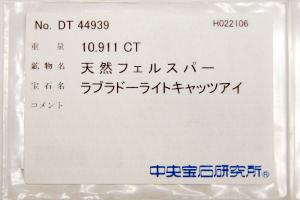 No. DT 44939 H022106
重量 10.911 CT
鉱物名 天然フェルスパー
宝石名 ラブラドーライトキャッツアイ
コメント
中央宝石研究所®